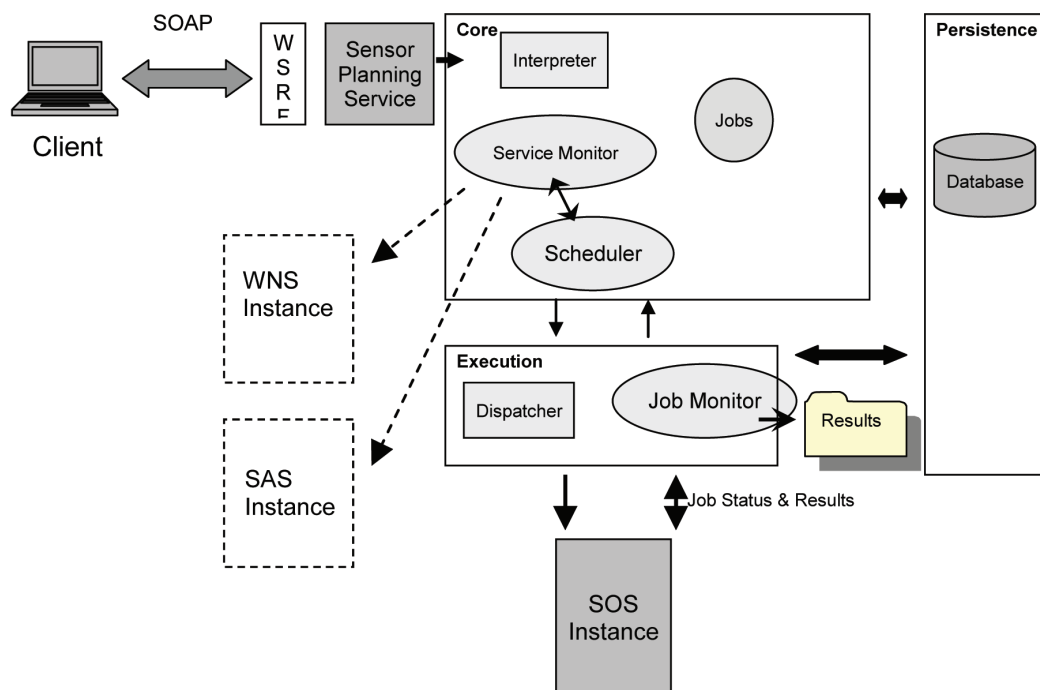 SOAP
Client
W
S
R
F
Sensor
Planning
Service
Core
Interpreter
Jobs
Service Monitor
Scheduler
Persistence
Database
WNS
Instance
SAS
Instance
Execution
Dispatcher
Job Monitor
Results
Job Status & Results
SOS
Instance